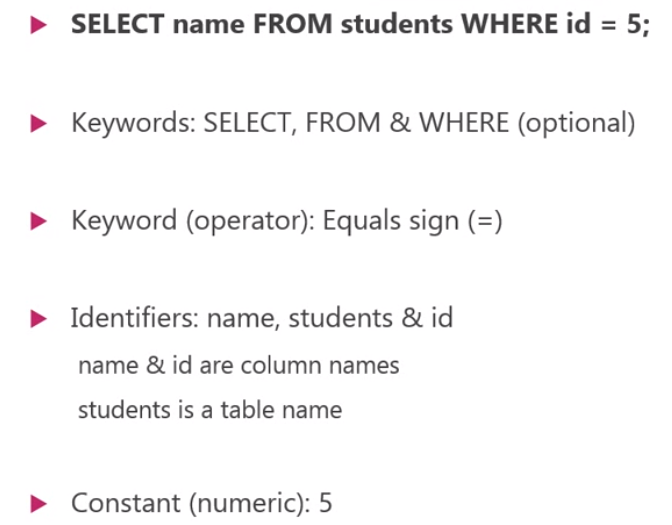 SELECT name FROM students WHERE id = 5;
Keywords: SELECT, FROM & WHERE (optional)
Keyword (operator): Equals sign (=)
Identifiers: name, students & id
name & id are column names
students is a table name
Constant (numeric): 5